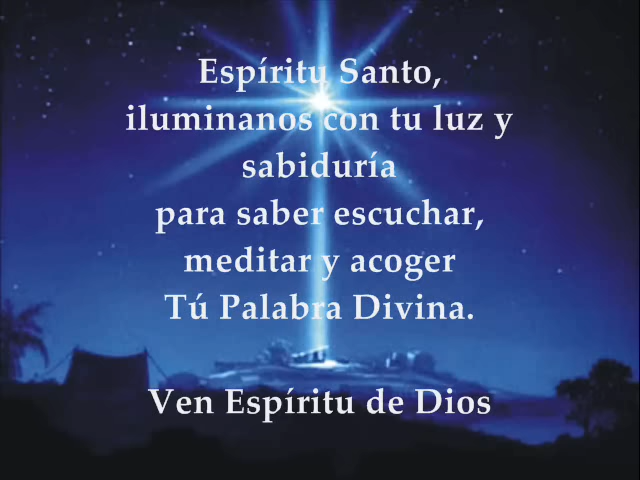 Espíritu Santo,
iluminanos con tu luz y
sabiduría
para saber escuchar,
meditar y acoger
Tú Palabra Divina.
Ven Espíritu de Dios